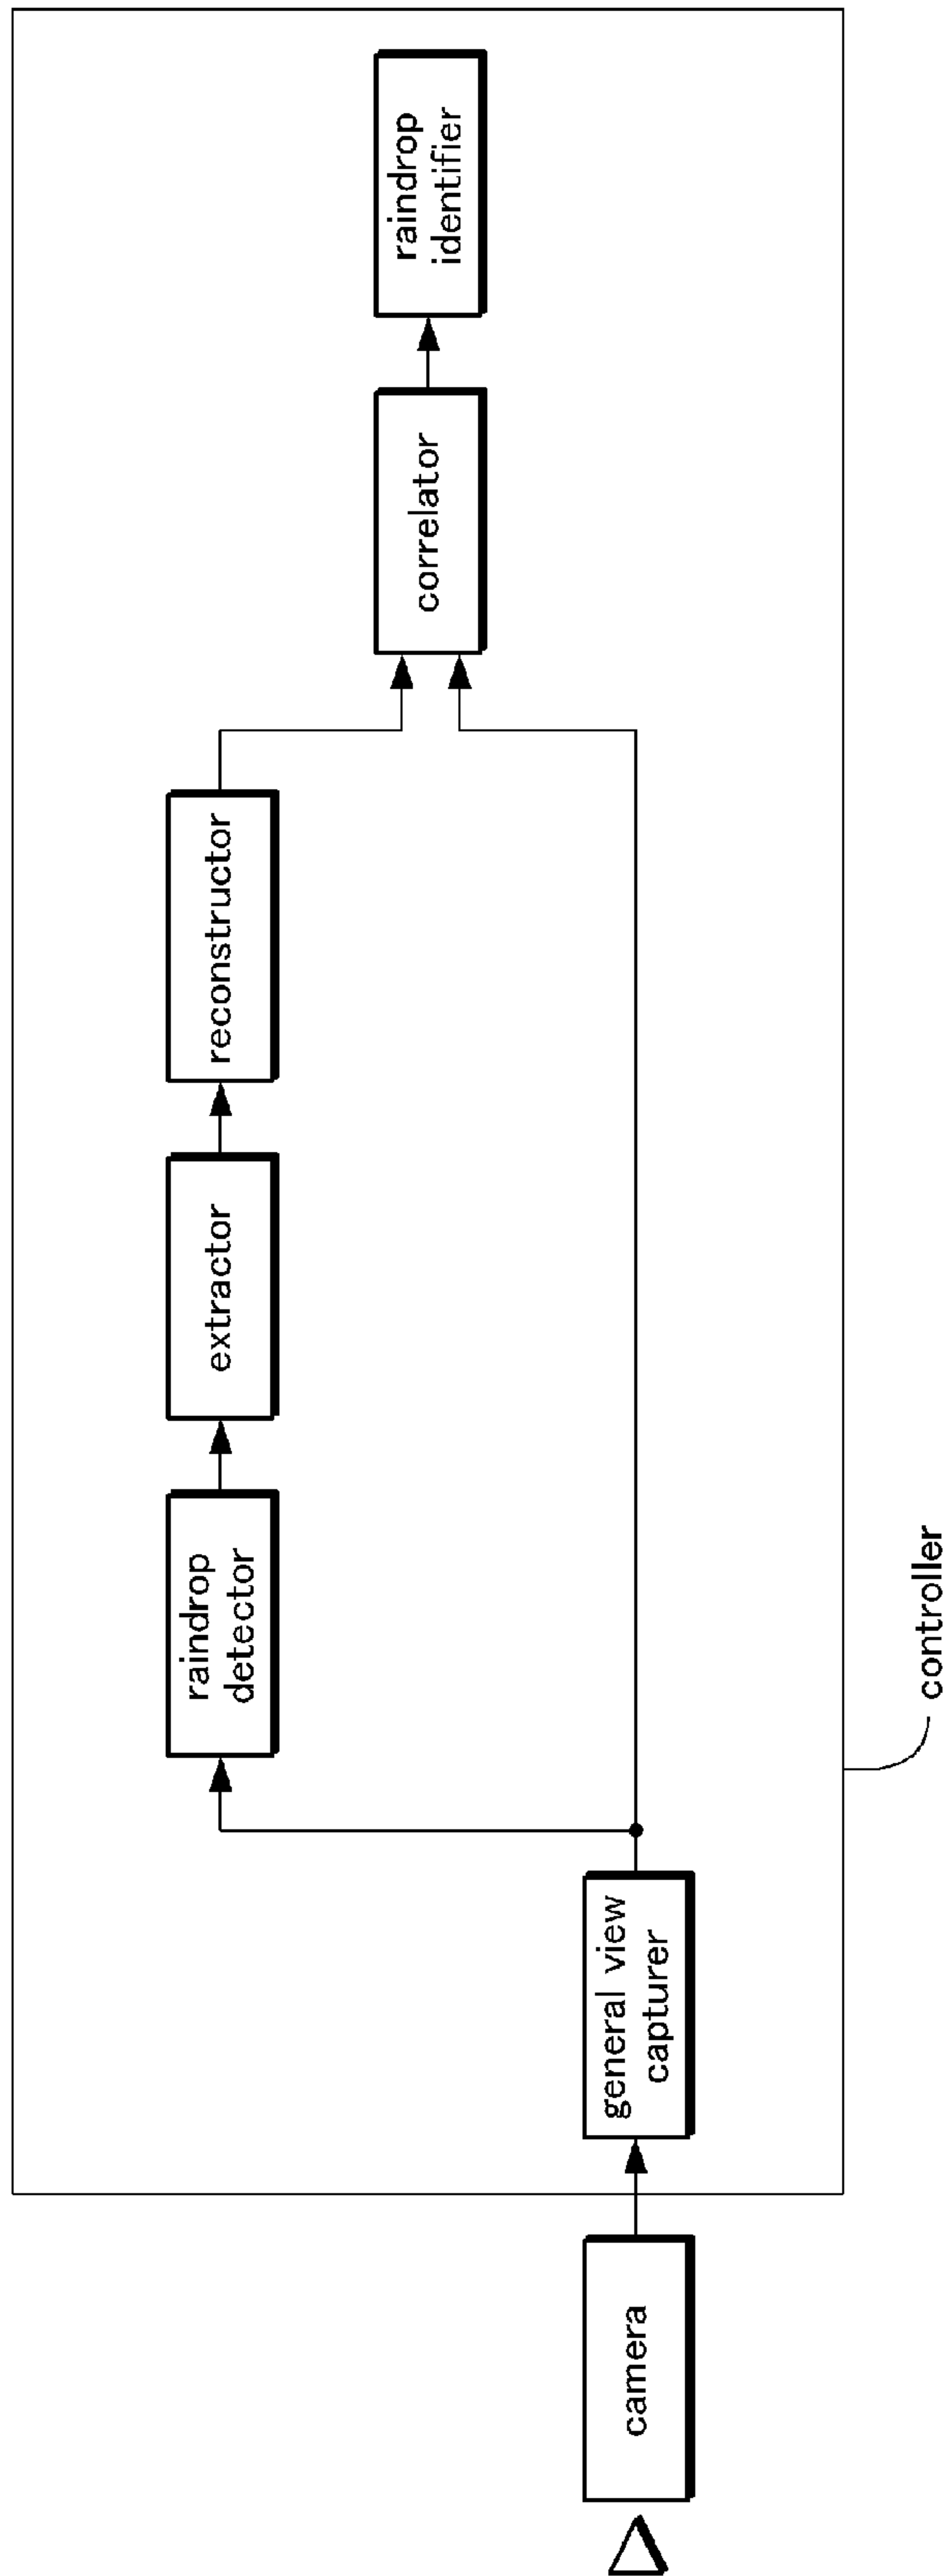 camera
general view
capturer
raindrop
detector
extractor
reconstructor
correlator
raindrop
identifier
controller